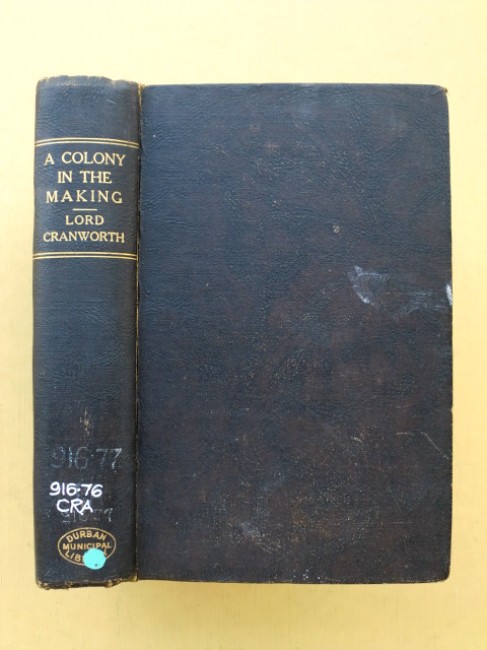 A COLONY
IN THE
MAKING
LORD
CRANWORTH
916·77
916·76
CRA
DURBAN
MUNICIPAL